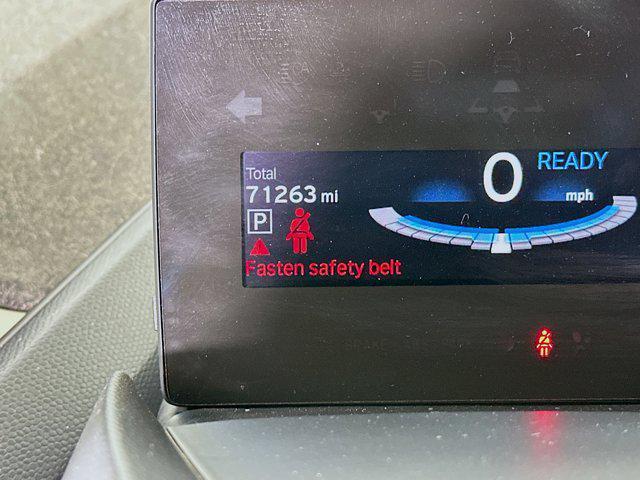 Total
71263 mi
0 READY
mph
P
Fasten safety belt